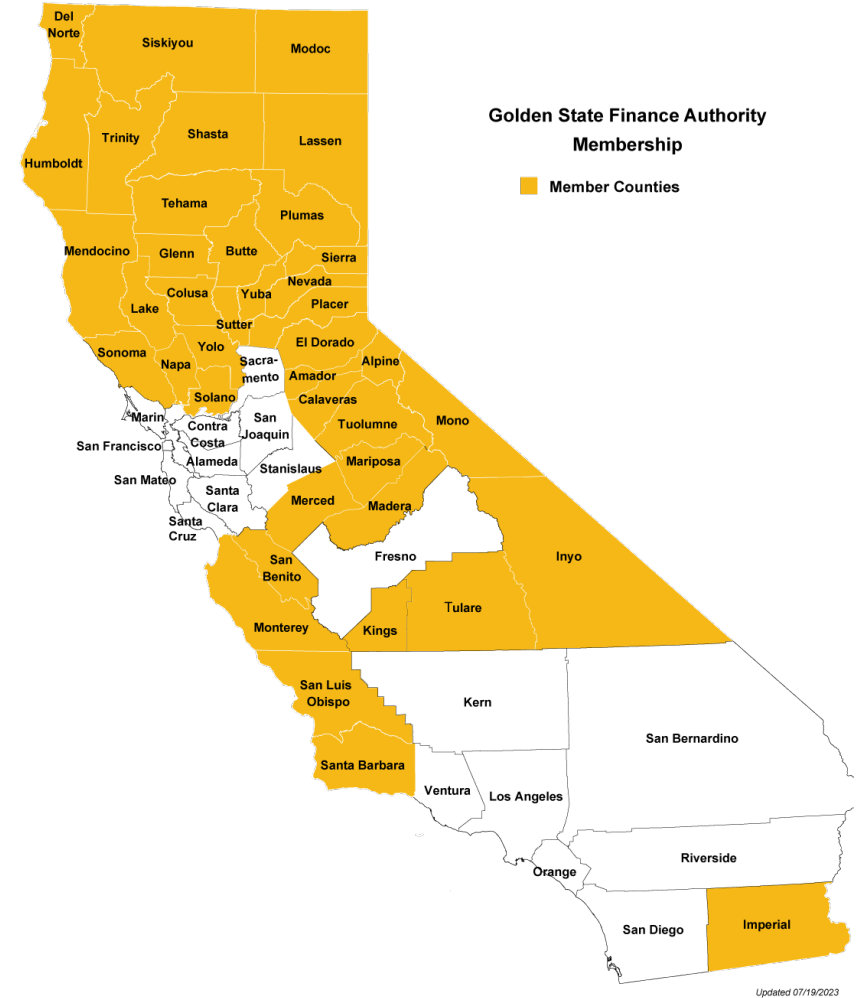 Del
Norte
Siskiyou
Modoc
Golden State Finance Authority
Membership
Member Counties
Trinity
Shasta
Lassen
Humboldt
Tehama
Plumas
Mendocino
Glenn
Butte
Sierra
Colusa
Yuba
Nevada
Lake
Placer
Sutter
Sonoma
Napa
Yolo
Sacra-
mento
El Dorado
Alpine
Amador
Solano
Calaveras
Marin
Contra
Costa
San
Joaquin
Tuolumne
Mono
San Francisco
Alameda
Stanislaus
Mariposa
San Mateo
Santa
Clara
Merced
Madera
Santa
Cruz
Fresno
Inyo
San
Benito
Monterey
Kings
Tulare
San Luis
Obispo
Kern
San Bernardino
Santa Barbara
Ventura
Los Angeles
Orange
Riverside
San Diego
Imperial
Updated 07/19/2023